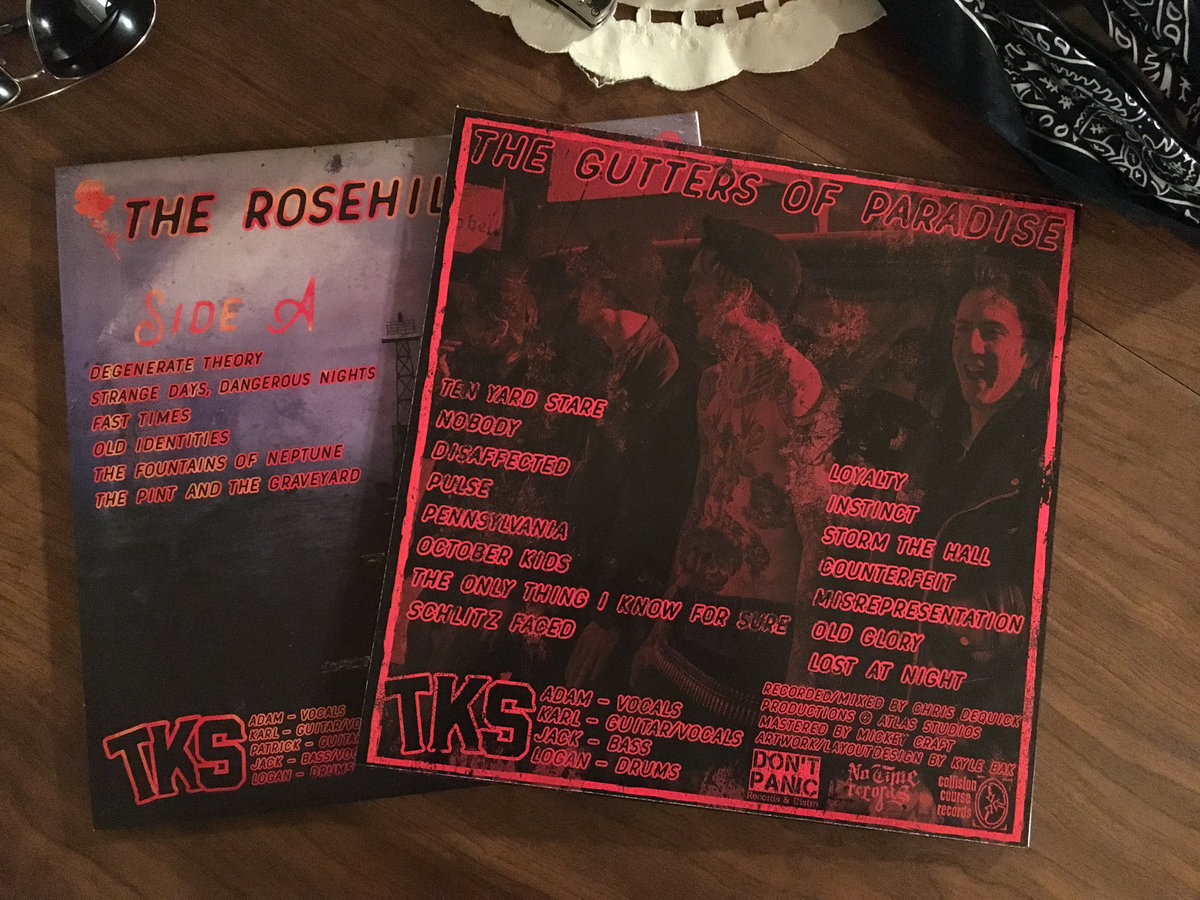 THE ROSEHIL
SIDE A
DEGENERATE THEORY
STRANGE DAYS, DANGEROUS NIGHTS
FAST TIMES
OLD IDENTITIES
THE FOUNTAINS OF NEPTUNE
THE PINT AND THE GRAVEYARD
TKS
ADAM - VOCALS
KARL - GUITAR/VO
PATRICK - GUITA
JACK - BASS/VO
LOGAN - DRUMS
THE GUTTERS OF PARADISE
TEN YARD STARE
NOBODY
DISAFFECTED
PULSE
PENNSYLVANIA
OCTOBER KIDS
THE ONLY THING I KNOW FOR SURE
SCHLITZ FACED
LOYALTY
INSTINCT
STORM THE HALL
COUNTERFEIT
MISREPRESENTATION
OLD GLORY
LOST AT NIGHT
TKS
ADAM - VOCALS
KARL - GUITAR/VOCALS
JACK - BASS
LOGAN - DRUMS
RECORDED/MIXED BY CHRIS DEQUICK
PRODUCTIONS @ ATLAS STUDIOS
MASTERED BY MICKEY CRAFT
ARTWORK/LAYOUT DESIGN BY KYLE BAK
DON'T
PANIC
Records & Distro
No Time
records
collision
course
records